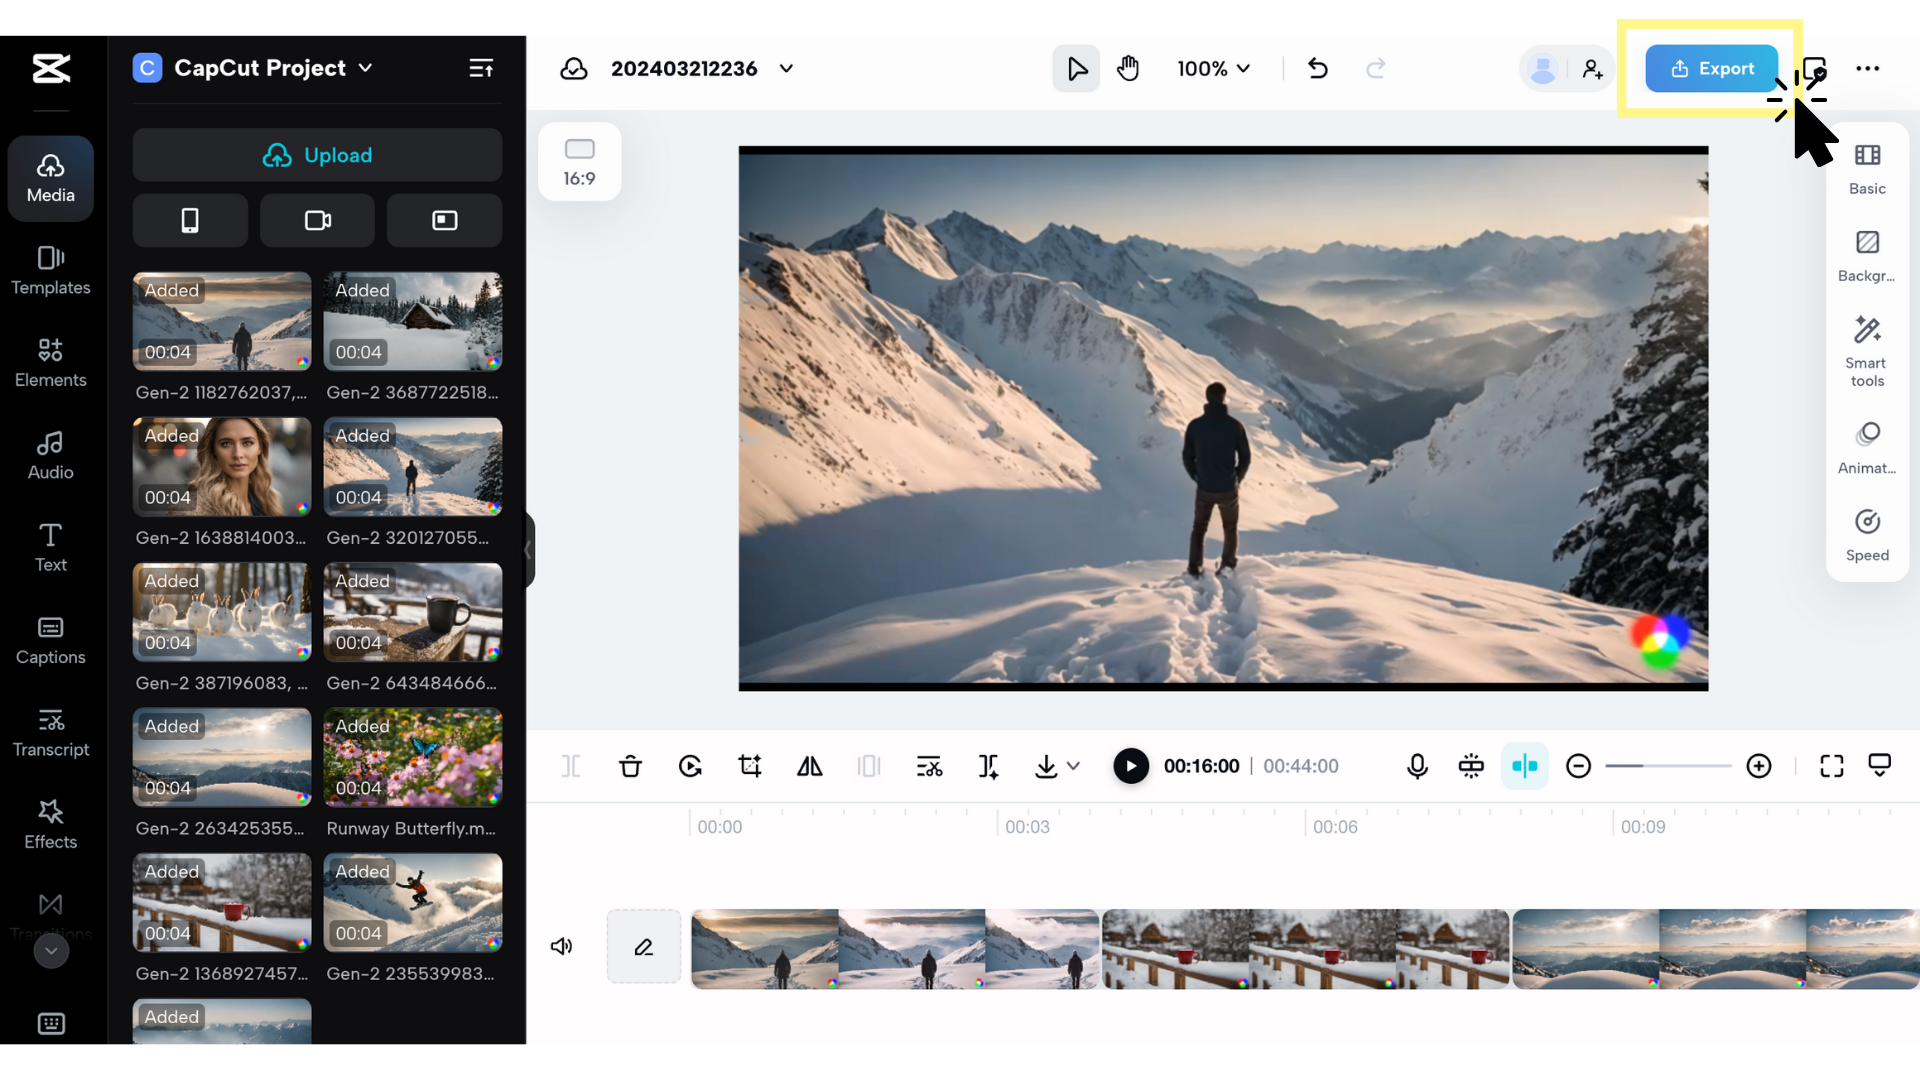 C CapCut Project
202403212236
100%
Export
Upload
16:9
Media
Templates
Elements
Audio
Text
Captions
Transcript
Effects
Transitions
Added
00:04
Gen-2 1182762037,...
Added
00:04
Gen-2 3687722518...
Added
00:04
Gen-2 1638814003...
Added
00:04
Gen-2 320127055...
Added
00:04
Gen-2 387196083, ...
Added
00:04
Gen-2 643484666...
Added
00:04
Gen-2 263425355...
Added
00:04
Runway Butterfly.m...
Added
00:04
Gen-2 1368927457...
Added
00:04
Gen-2 235539983...
Added
Basic
Backgr...
Smart
tools
Animat...
Speed
00:16:00 | 00:44:00
00:00 00:03 00:06 00:09